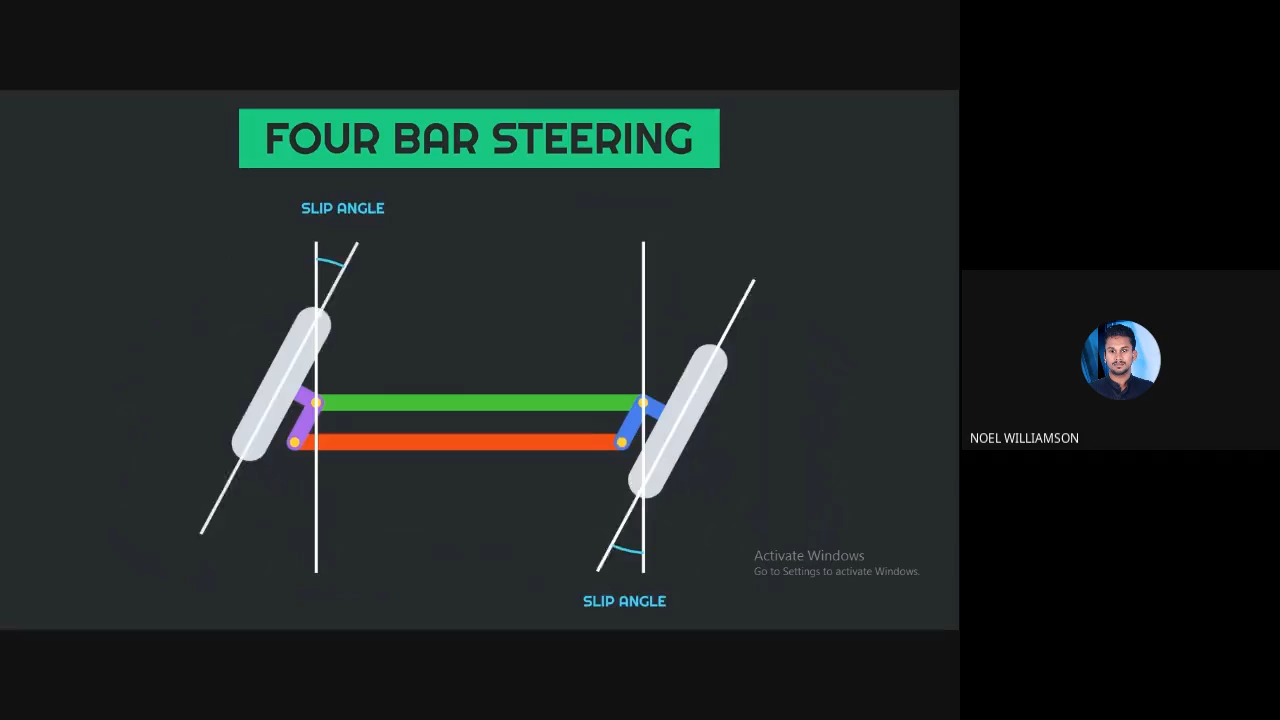 FOUR BAR STEERING
SLIP ANGLE
NOEL WILLIAMSON
Activate Windows
Go to Settings to activate Windows.
SLIP ANGLE